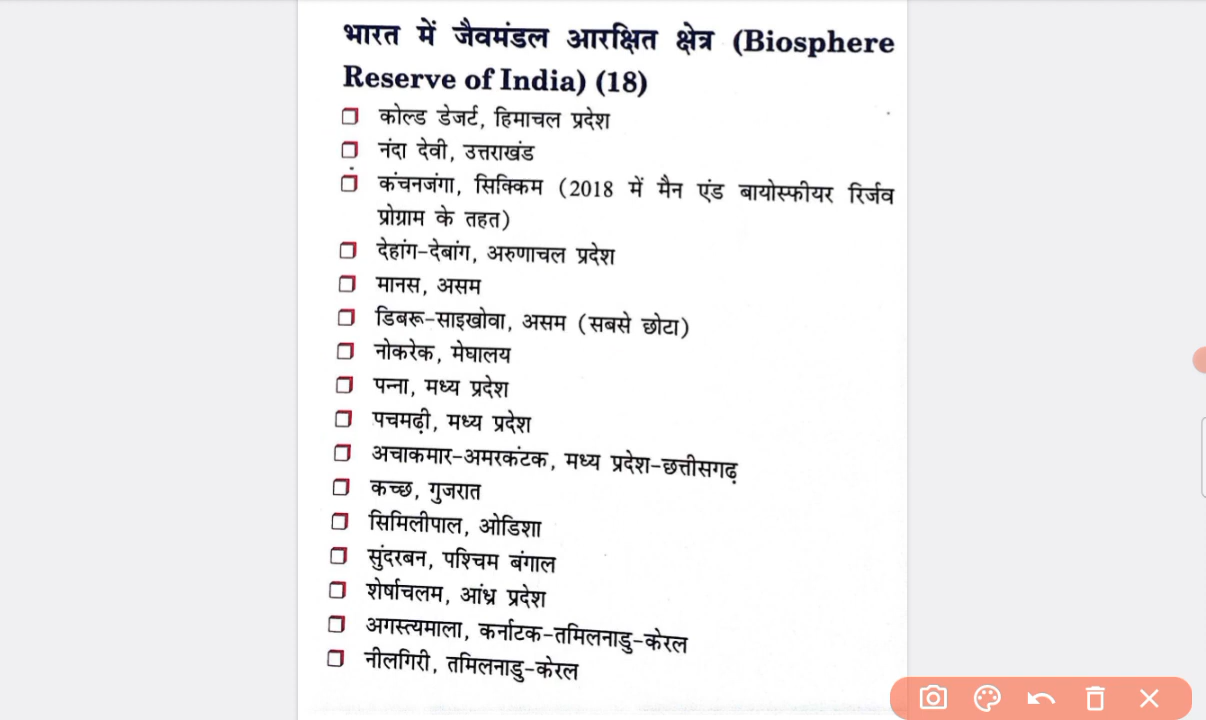 भारत में जैवमंडल आरक्षित क्षेत्र (Biosphere
Reserve of India) (18)
कोल्ड डेजर्ट, हिमाचल प्रदेश
नंदा देवी, उत्तराखंड
कंचनजंगा, सिक्किम (2018 में मैन एंड बायोस्फीयर रिर्जव
प्रोग्राम के तहत)
देहांग-देबांग, अरुणाचल प्रदेश
मानस, असम
डिबरू-साइखोवा, असम (सबसे छोटा)
नोकरेक, मेघालय
पन्ना, मध्य प्रदेश
पचमढ़ी, मध्य प्रदेश
अचाकमार-अमरकंटक, मध्य प्रदेश-छत्तीसगढ़
कच्छ, गुजरात
सिमिलीपाल, ओडिशा
सुंदरबन, पश्चिम बंगाल
शेर्षाचलम, आंध्र प्रदेश
अगस्त्यमाला, कर्नाटक-तमिलनाडु-केरल
नीलगिरी, तमिलनाडु-केरल